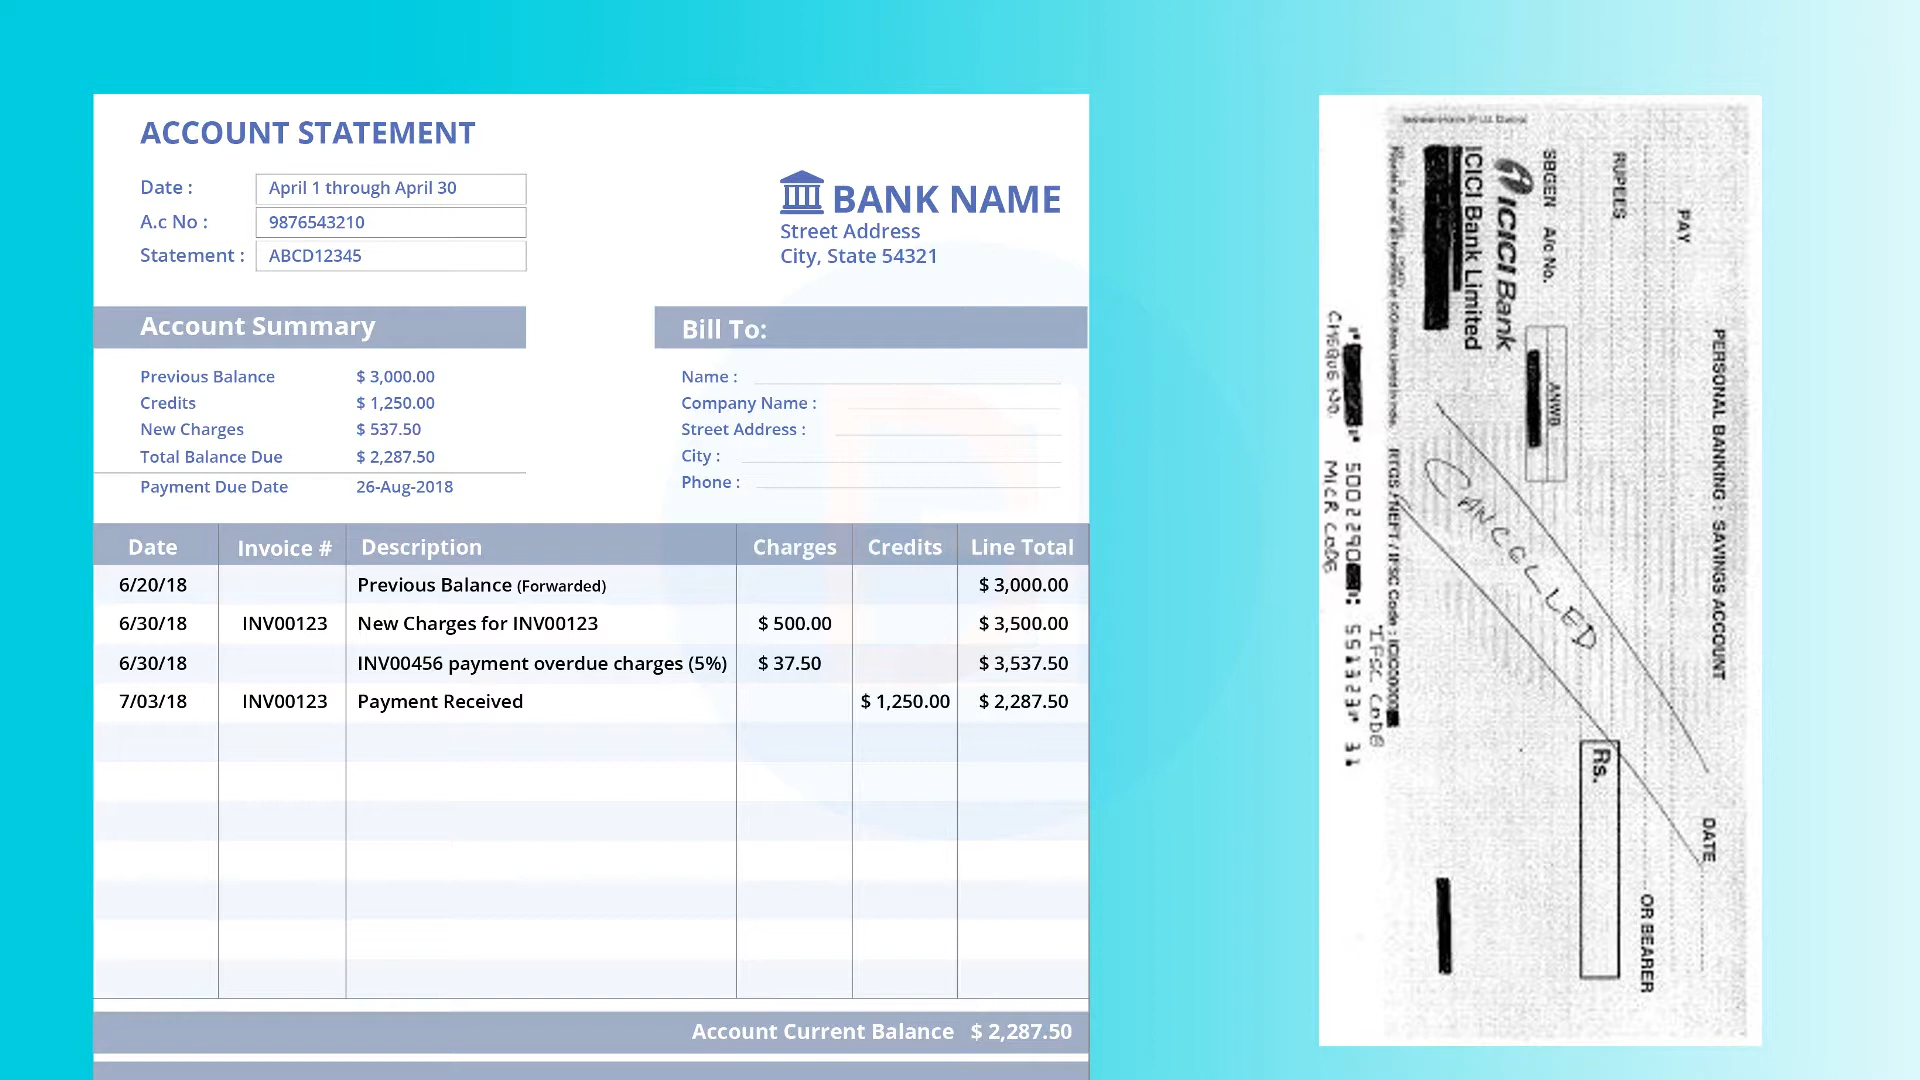 ACCOUNT STATEMENT
Date : April 1 through April 30
A.c No : 9876543210
Statement : ABCD12345
BANK NAME
Street Address
City, State 54321
Account Summary
Previous Balance $ 3,000.00
Credits $ 1,250.00
New Charges $ 537.50
Total Balance Due $ 2,287.50
Payment Due Date 26-Aug-2018
Bill To:
Name :
Company Name :
Street Address :
City :
Phone :
Date Invoice # Description Charges Credits Line Total
6/20/18 Previous Balance (Forwarded) $ 3,000.00
6/30/18 INV00123 New Charges for INV00123 $ 500.00 $ 3,500.00
6/30/18 INV00456 payment overdue charges (5%) $ 37.50 $ 3,537.50
7/03/18 INV00123 Payment Received $ 1,250.00 $ 2,287.50
Account Current Balance $ 2,287.50
PERSONAL BANKING : SAVINGS ACCOUNT
DATE
PAY
OR BEARER
RUPEES
Rs.
SBGEN A/c No.
ANWB
ICICI Bank
ICICI Bank Limited
CANCELLED
RTGS / NEFT / IFSC Code :
IFSC CODE
CHEQUE NO. MICR CODE